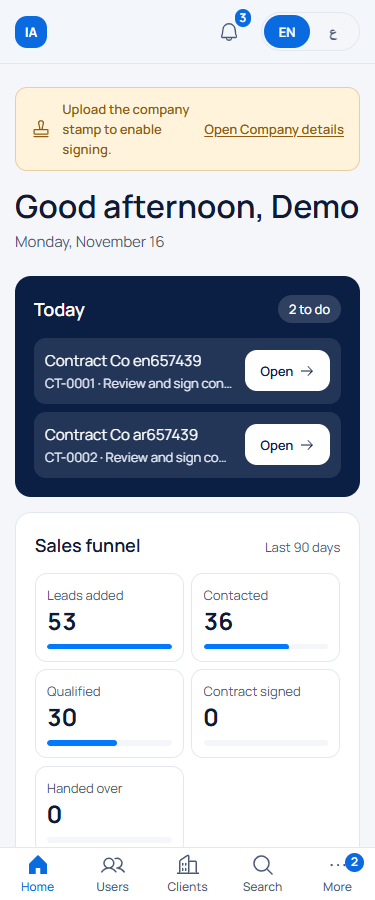 IA
3
EN
ع
Upload the company
stamp to enable
signing.
Open Company details
Good afternoon, Demo
Monday, November 16
Today
2 to do
Contract Co en657439
CT-0001 · Review and sign con...
Open
Contract Co ar657439
CT-0002 · Review and sign co...
Open
Sales funnel
Last 90 days
Leads added
53
Contacted
36
Qualified
30
Contract signed
0
Handed over
0
Home
Users
Clients
Search
2
More